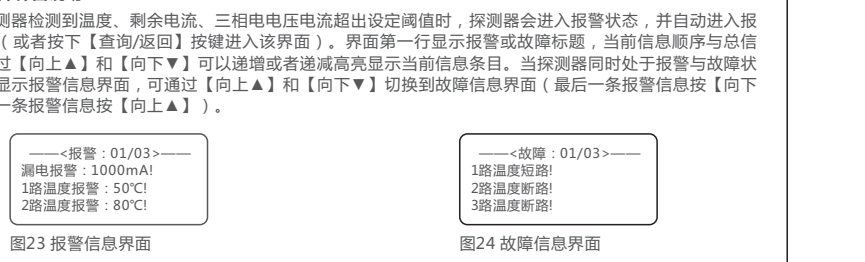 测器检测到温度、剩余电流、三相电电压电流超出设定阈值时，探测器会进入报警状态，并自动进入报
（或者按下【查询/返回】按键进入该界面）。界面第一行显示报警或故障标题，当前信息顺序与总信
过【向上▲】和【向下▼】可以递增或者递减高亮显示当前信息条目。当探测器同时处于报警与故障状
显示报警信息界面，可通过【向上▲】和【向下▼】切换到故障信息界面（最后一条报警信息按【向下
一条报警信息按【向上▲】）。
——<报警：01/03>——
漏电报警：1000mA!
1路温度报警：50℃!
2路温度报警：80℃!
图23 报警信息界面
——<故障：01/03>——
1路温度短路!
2路温度断路!
3路温度断路!
图24 故障信息界面